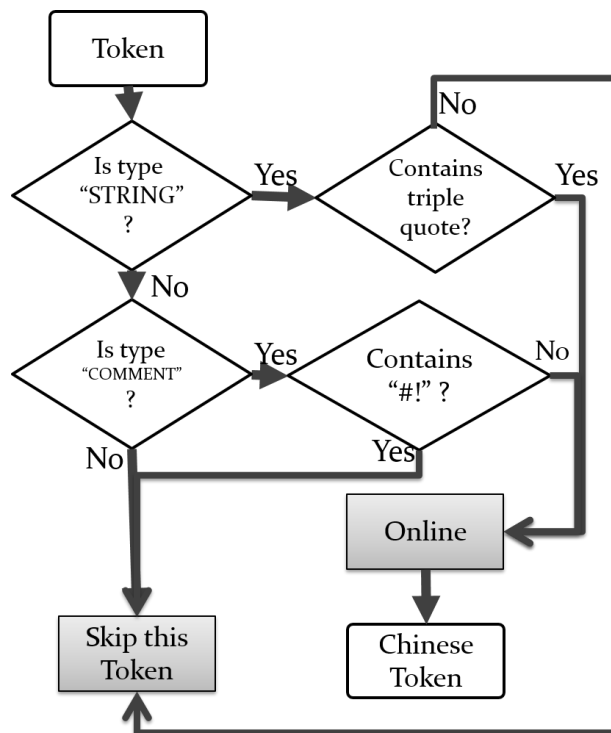 Token
No
Is type
“STRING”
?
Yes
Contains
triple
quote?
Yes
No
Is type
“COMMENT”
?
Yes
Contains
“#!” ?
No
No
Yes
Online
Skip this
Token
Chinese
Token